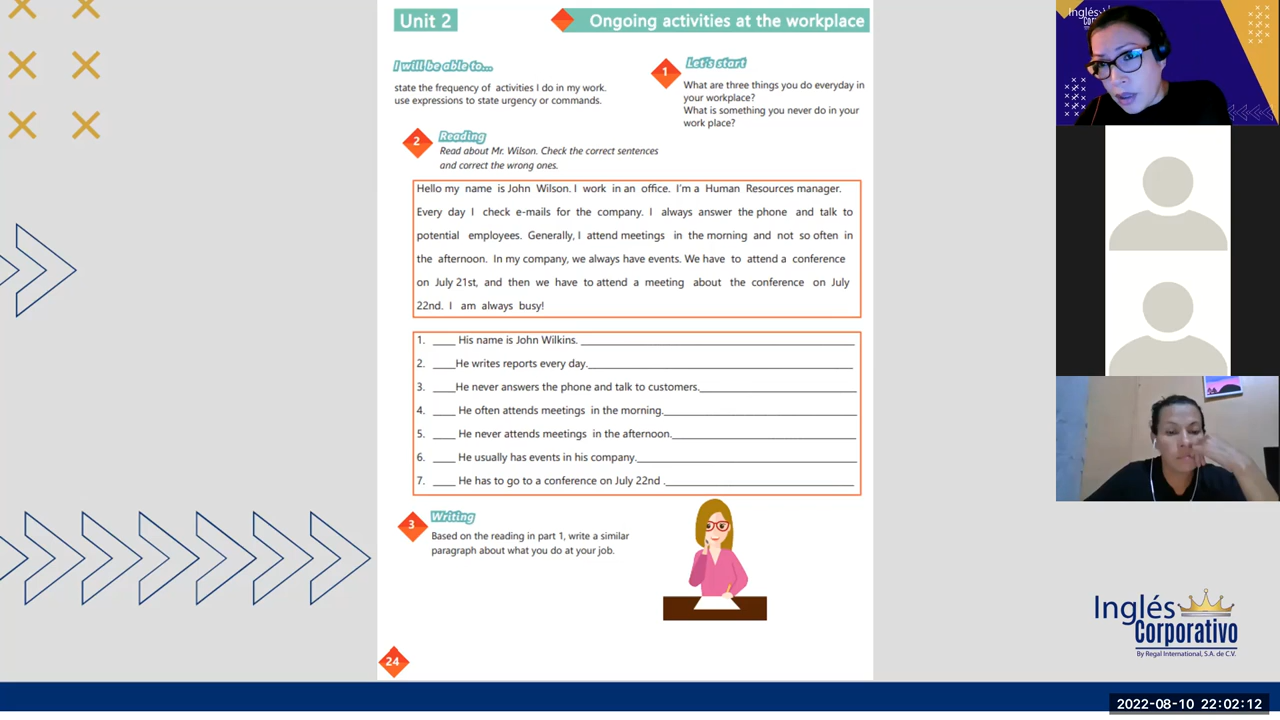 Unit 2
Ongoing activities at the workplace
I will be able to...
state the frequency of activities I do in my work.
use expressions to state urgency or commands.
1
Let's start
What are three things you do everyday in
your workplace?
What is something you never do in your
work place?
2
Reading
Read about Mr. Wilson. Check the correct sentences
and correct the wrong ones.
Hello my name is John Wilson. I work in an office. I'm a Human Resources manager.
Every day I check e-mails for the company. I always answer the phone and talk to
potential employees. Generally, I attend meetings in the morning and not so often in
the afternoon. In my company, we always have events. We have to attend a conference
on July 21st, and then we have to attend a meeting about the conference on July
22nd. I am always busy!
1. ____ His name is John Wilkins. ____
2. ____He writes reports every day.____
3. ____He never answers the phone and talk to customers.____
4. ____ He often attends meetings in the morning.____
5. ____ He never attends meetings in the afternoon.____
6. ____ He usually has events in his company.____
7. ____ He has to go to a conference on July 22nd .____
3
Writing
Based on the reading in part 1, write a similar
paragraph about what you do at your job.
24
Inglés
Inglés
Corporativo
By Regal International, S.A. de C.V.
2022-08-10 22:02:12